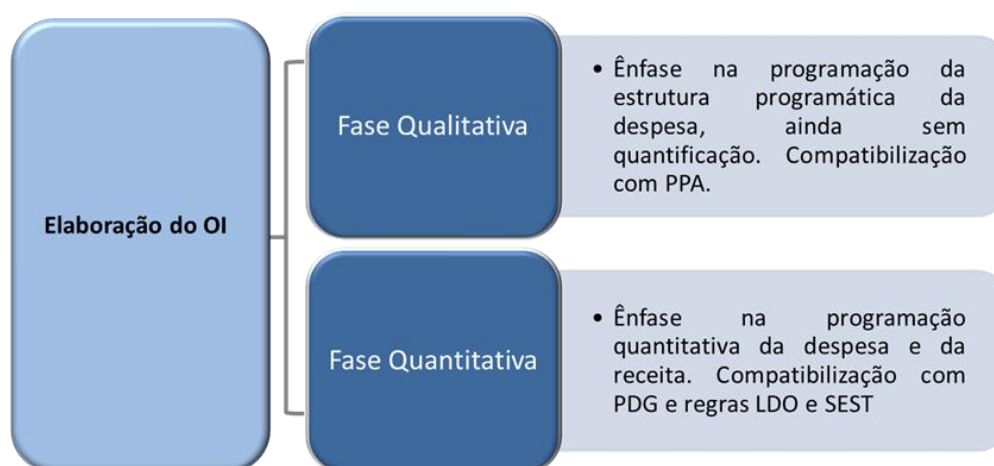 Elaboração do OI
Fase Qualitativa
• Ênfase na programação da
estrutura programática da
despesa, ainda sem
quantificação. Compatibilização
com PPA.
Fase Quantitativa
• Ênfase na programação
quantitativa da despesa e da
receita. Compatibilização com
PDG e regras LDO e SEST